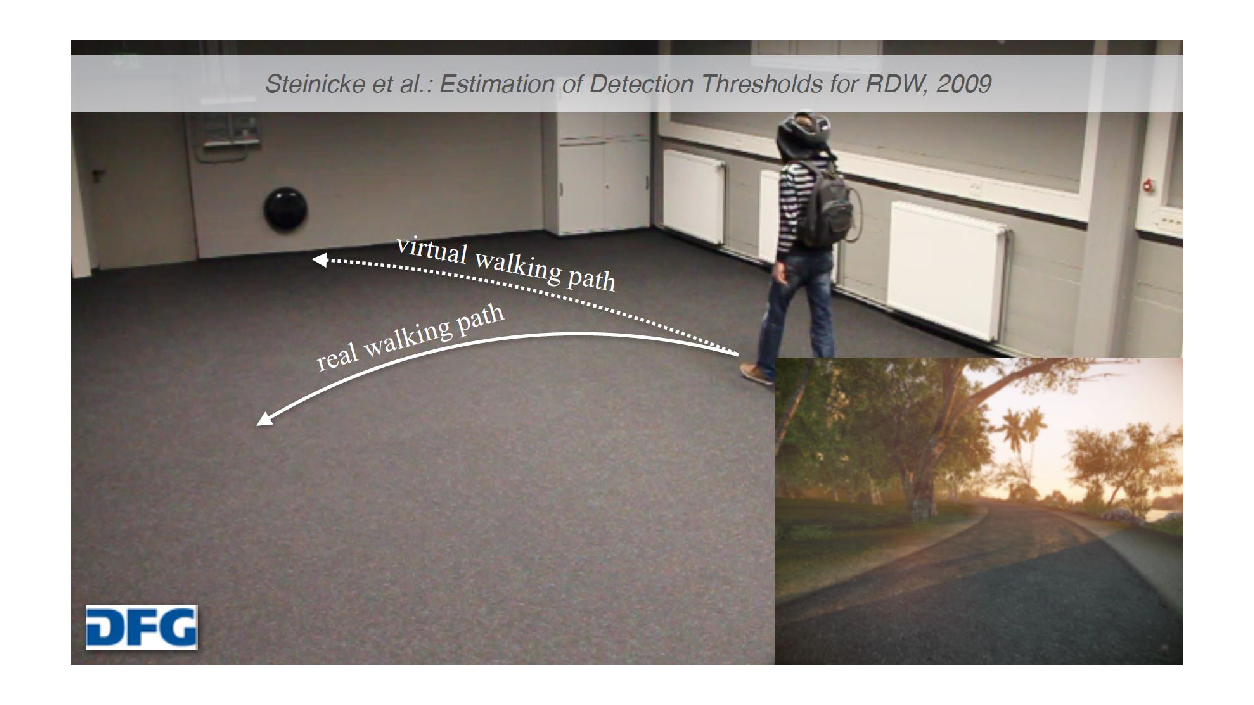 Steinicke et al.: Estimation of Detection Thresholds for RDW, 2009
virtual walking path
real walking path
DFG